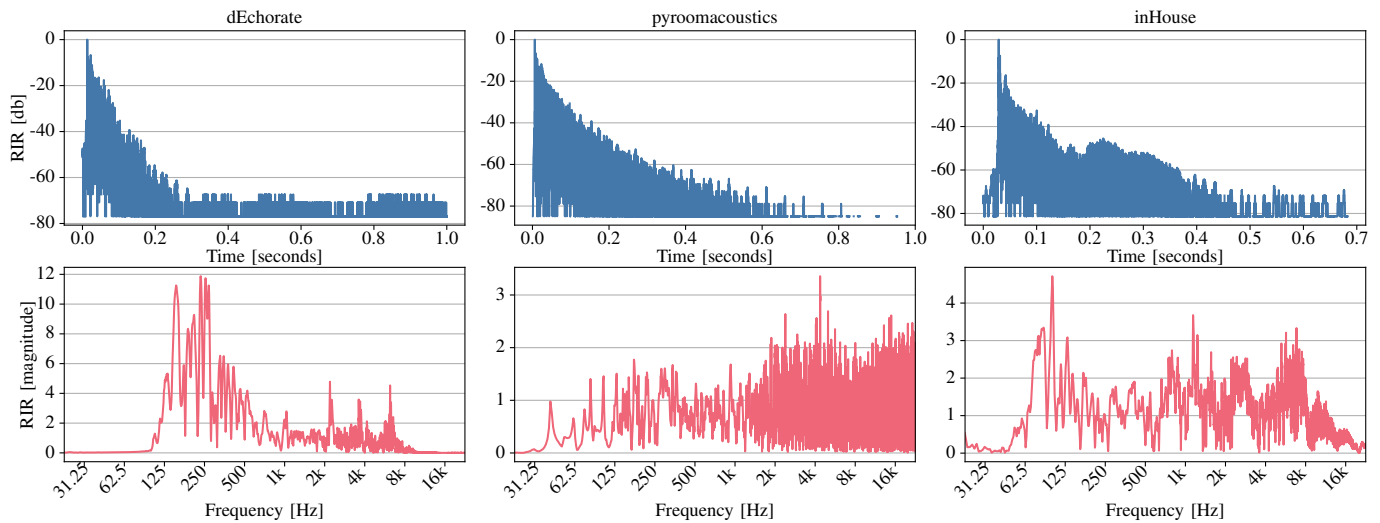 dEchorate
pyroomacoustics
inHouse
RIR [db]
0
-20
-40
-60
-80
0.0 0.2 0.4 0.6 0.8 1.0
Time [seconds]
0
-20
-40
-60
-80
0.0 0.2 0.4 0.6 0.8 1.0
Time [seconds]
0
-20
-40
-60
-80
0.0 0.1 0.2 0.3 0.4 0.5 0.6 0.7
Time [seconds]
RIR [magnitude]
12
10
8
6
4
2
0
31.25 62.5 125 250 500 1k 2k 4k 8k 16k
Frequency [Hz]
3
2
1
0
31.25 62.5 125 250 500 1k 2k 4k 8k 16k
Frequency [Hz]
4
3
2
1
0
31.25 62.5 125 250 500 1k 2k 4k 8k 16k
Frequency [Hz]